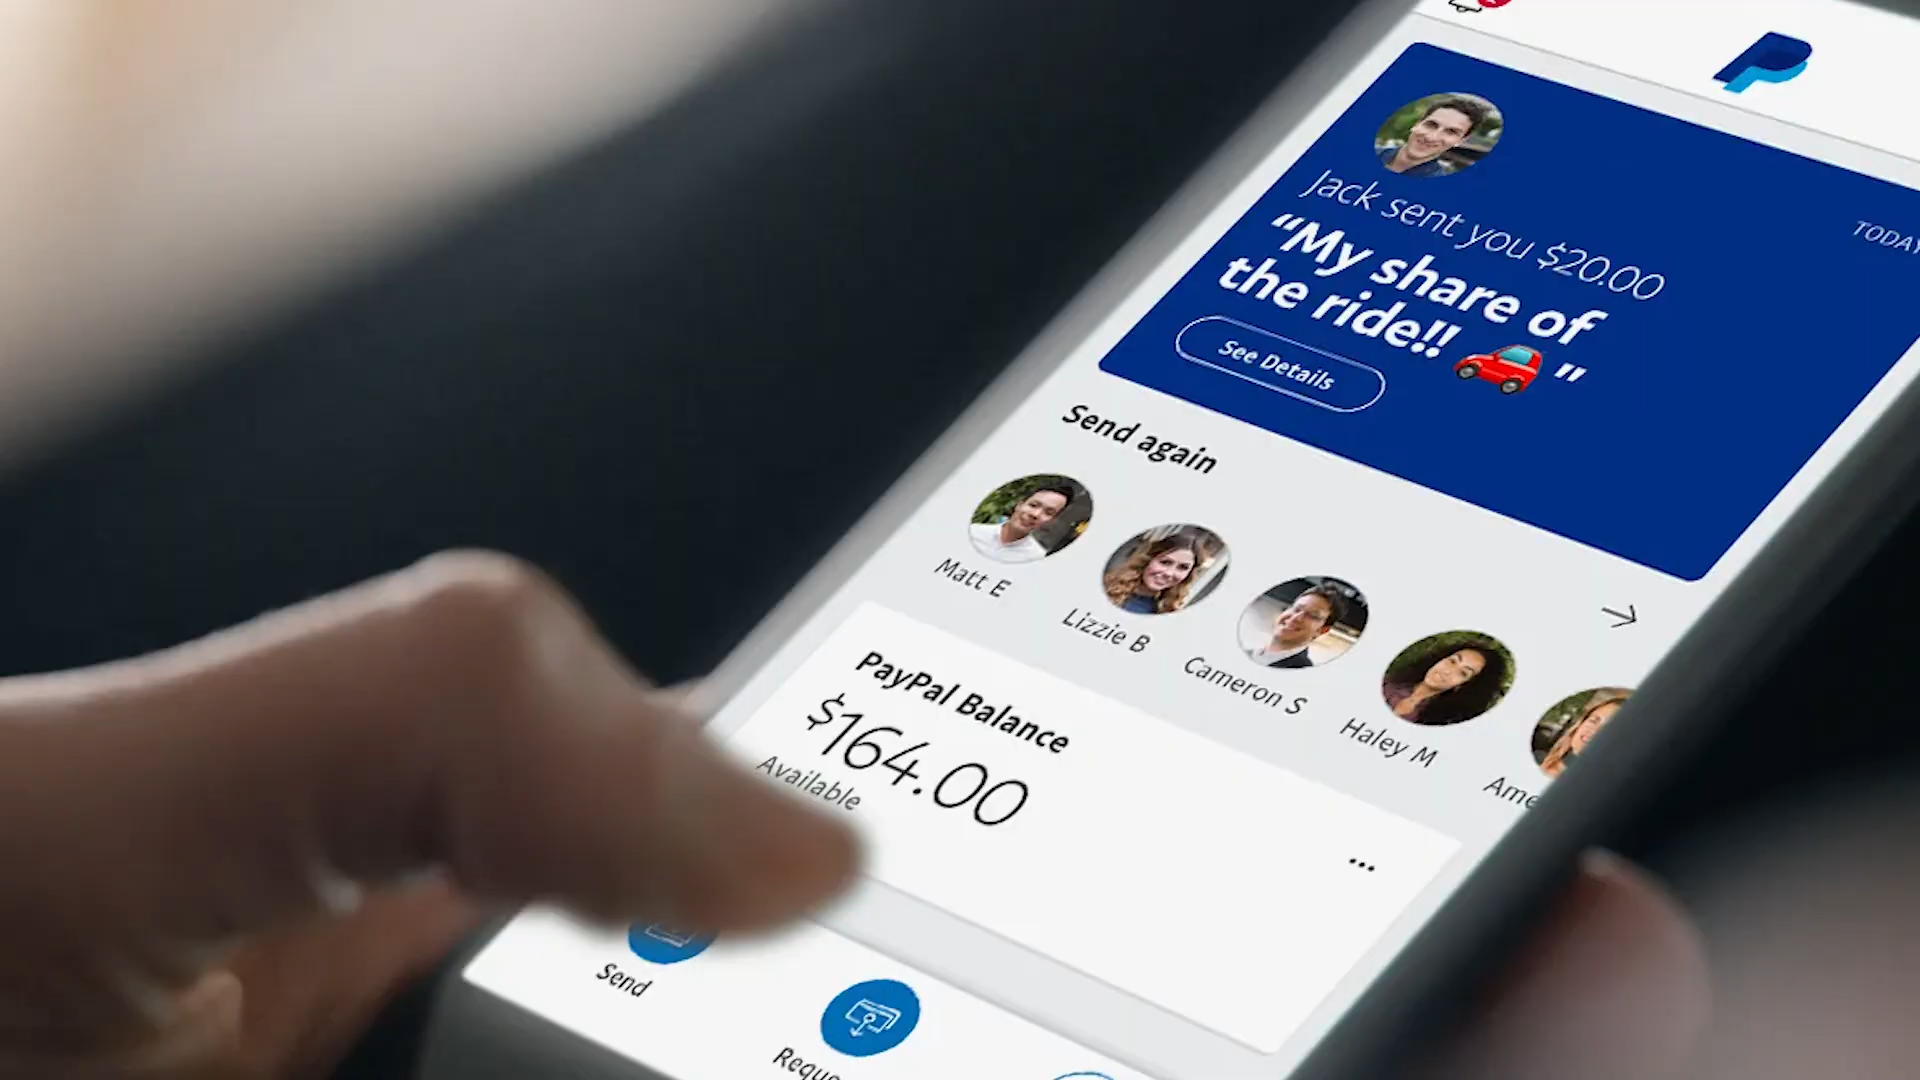 Jack sent you $20.00
TODAY
“My share of
the ride!! "
See Details
Send again
Matt E
Lizzie B
Cameron S
Haley M
PayPal Balance
$164.00
Available
Send